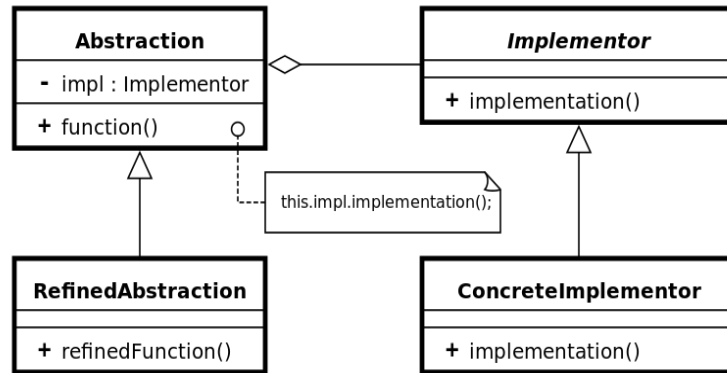 Abstraction
- impl : Implementor
+ function()
Implementor
+ implementation()
this.impl.implementation();
RefinedAbstraction
+ refinedFunction()
ConcreteImplementor
+ implementation()